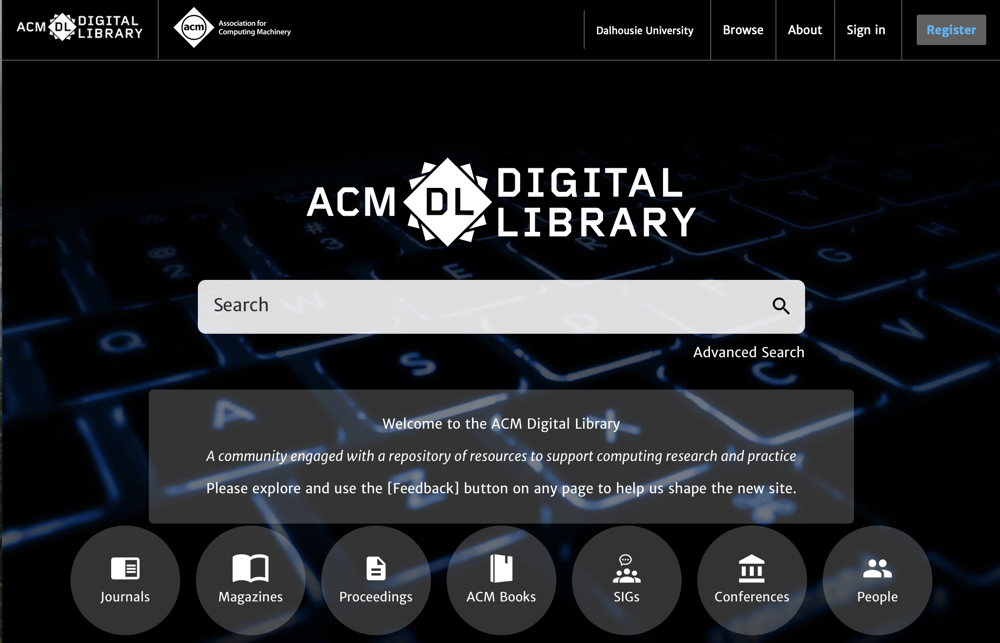 ACM DL DIGITAL LIBRARY
acm Association for Computing Machinery
Dalhousie University
Browse
About
Sign in
Register
ACM DL DIGITAL LIBRARY
Search
Advanced Search
Welcome to the ACM Digital Library
A community engaged with a repository of resources to support computing research and practice
Please explore and use the [Feedback] button on any page to help us shape the new site.
Journals
Magazines
Proceedings
ACM Books
SIGs
Conferences
People